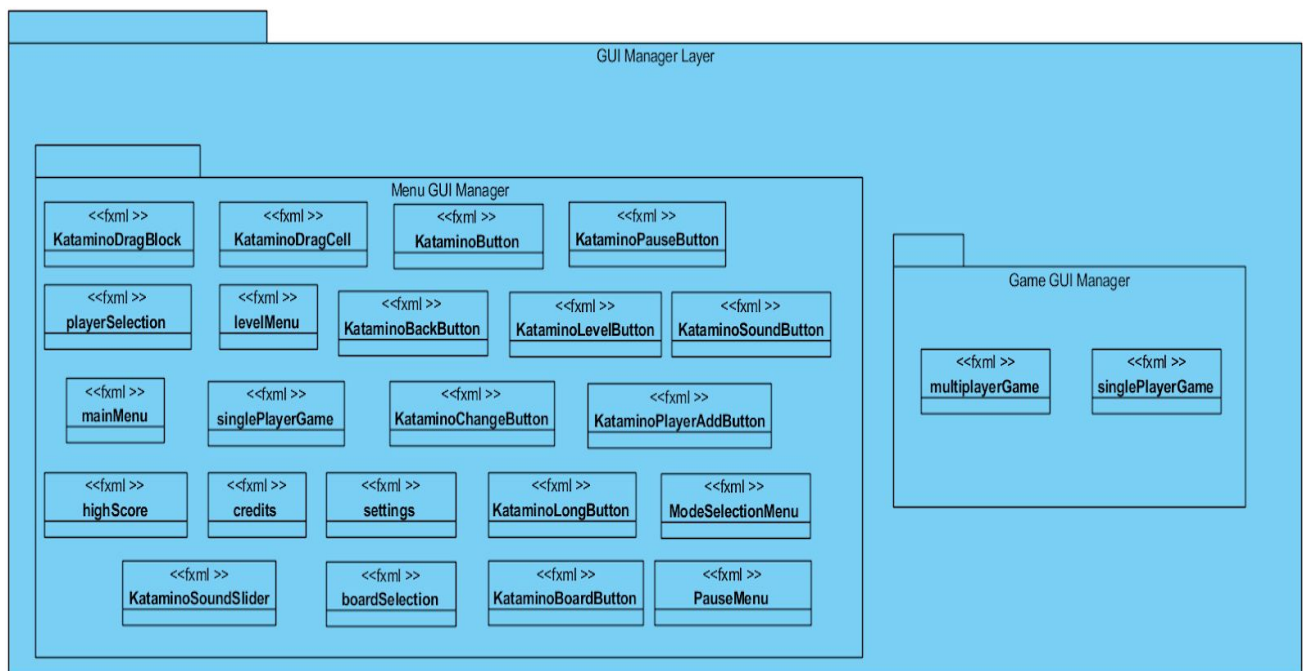 GUI Manager Layer
Menu GUI Manager
<<fxml >>
KataminoDragBlock
<<fxml >>
KataminoDragCell
<<fxml >>
KataminoButton
<<fxml >>
KataminoPauseButton
<<fxml >>
playerSelection
<<fxml >>
levelMenu
<<fxml >>
KataminoBackButton
<<fxml >>
KataminoLevelButton
<<fxml >>
KataminoSoundButton
<<fxml >>
mainMenu
<<fxml >>
singlePlayerGame
<<fxml >>
KataminoChangeButton
<<fxml >>
KataminoPlayerAddButton
<<fxml >>
highScore
<<fxml >>
credits
<<fxml >>
settings
<<fxml >>
KataminoLongButton
<<fxml >>
ModeSelectionMenu
<<fxml >>
KataminoSoundSlider
<<fxml >>
boardSelection
<<fxml >>
KataminoBoardButton
<<fxml >>
PauseMenu
Game GUI Manager
<<fxml >>
multiplayerGame
<<fxml >>
singlePlayerGame